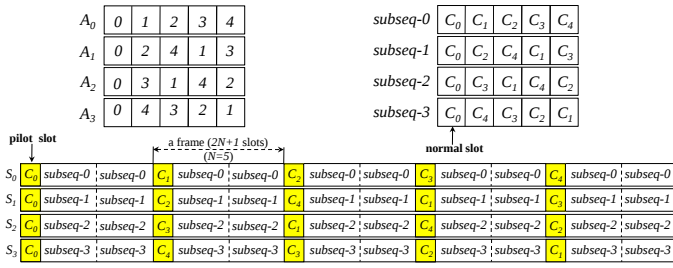 A0 0 1 2 3 4
A1 0 2 4 1 3
A2 0 3 1 4 2
A3 0 4 3 2 1
subseq-0 C0 C1 C2 C3 C4
subseq-1 C0 C2 C4 C1 C3
subseq-2 C0 C3 C1 C4 C2
subseq-3 C0 C4 C3 C2 C1
pilot slot
a frame (2N+1 slots)
(N=5)
normal slot
S0 C0 subseq-0 subseq-0 C1 subseq-0 subseq-0 C2 subseq-0 subseq-0 C3 subseq-0 subseq-0 C4 subseq-0 subseq-0
S1 C0 subseq-1 subseq-1 C2 subseq-1 subseq-1 C4 subseq-1 subseq-1 C1 subseq-1 subseq-1 C3 subseq-1 subseq-1
S2 C0 subseq-2 subseq-2 C3 subseq-2 subseq-2 C1 subseq-2 subseq-2 C4 subseq-2 subseq-2 C2 subseq-2 subseq-2
S3 C0 subseq-3 subseq-3 C4 subseq-3 subseq-3 C3 subseq-3 subseq-3 C2 subseq-3 subseq-3 C1 subseq-3 subseq-3